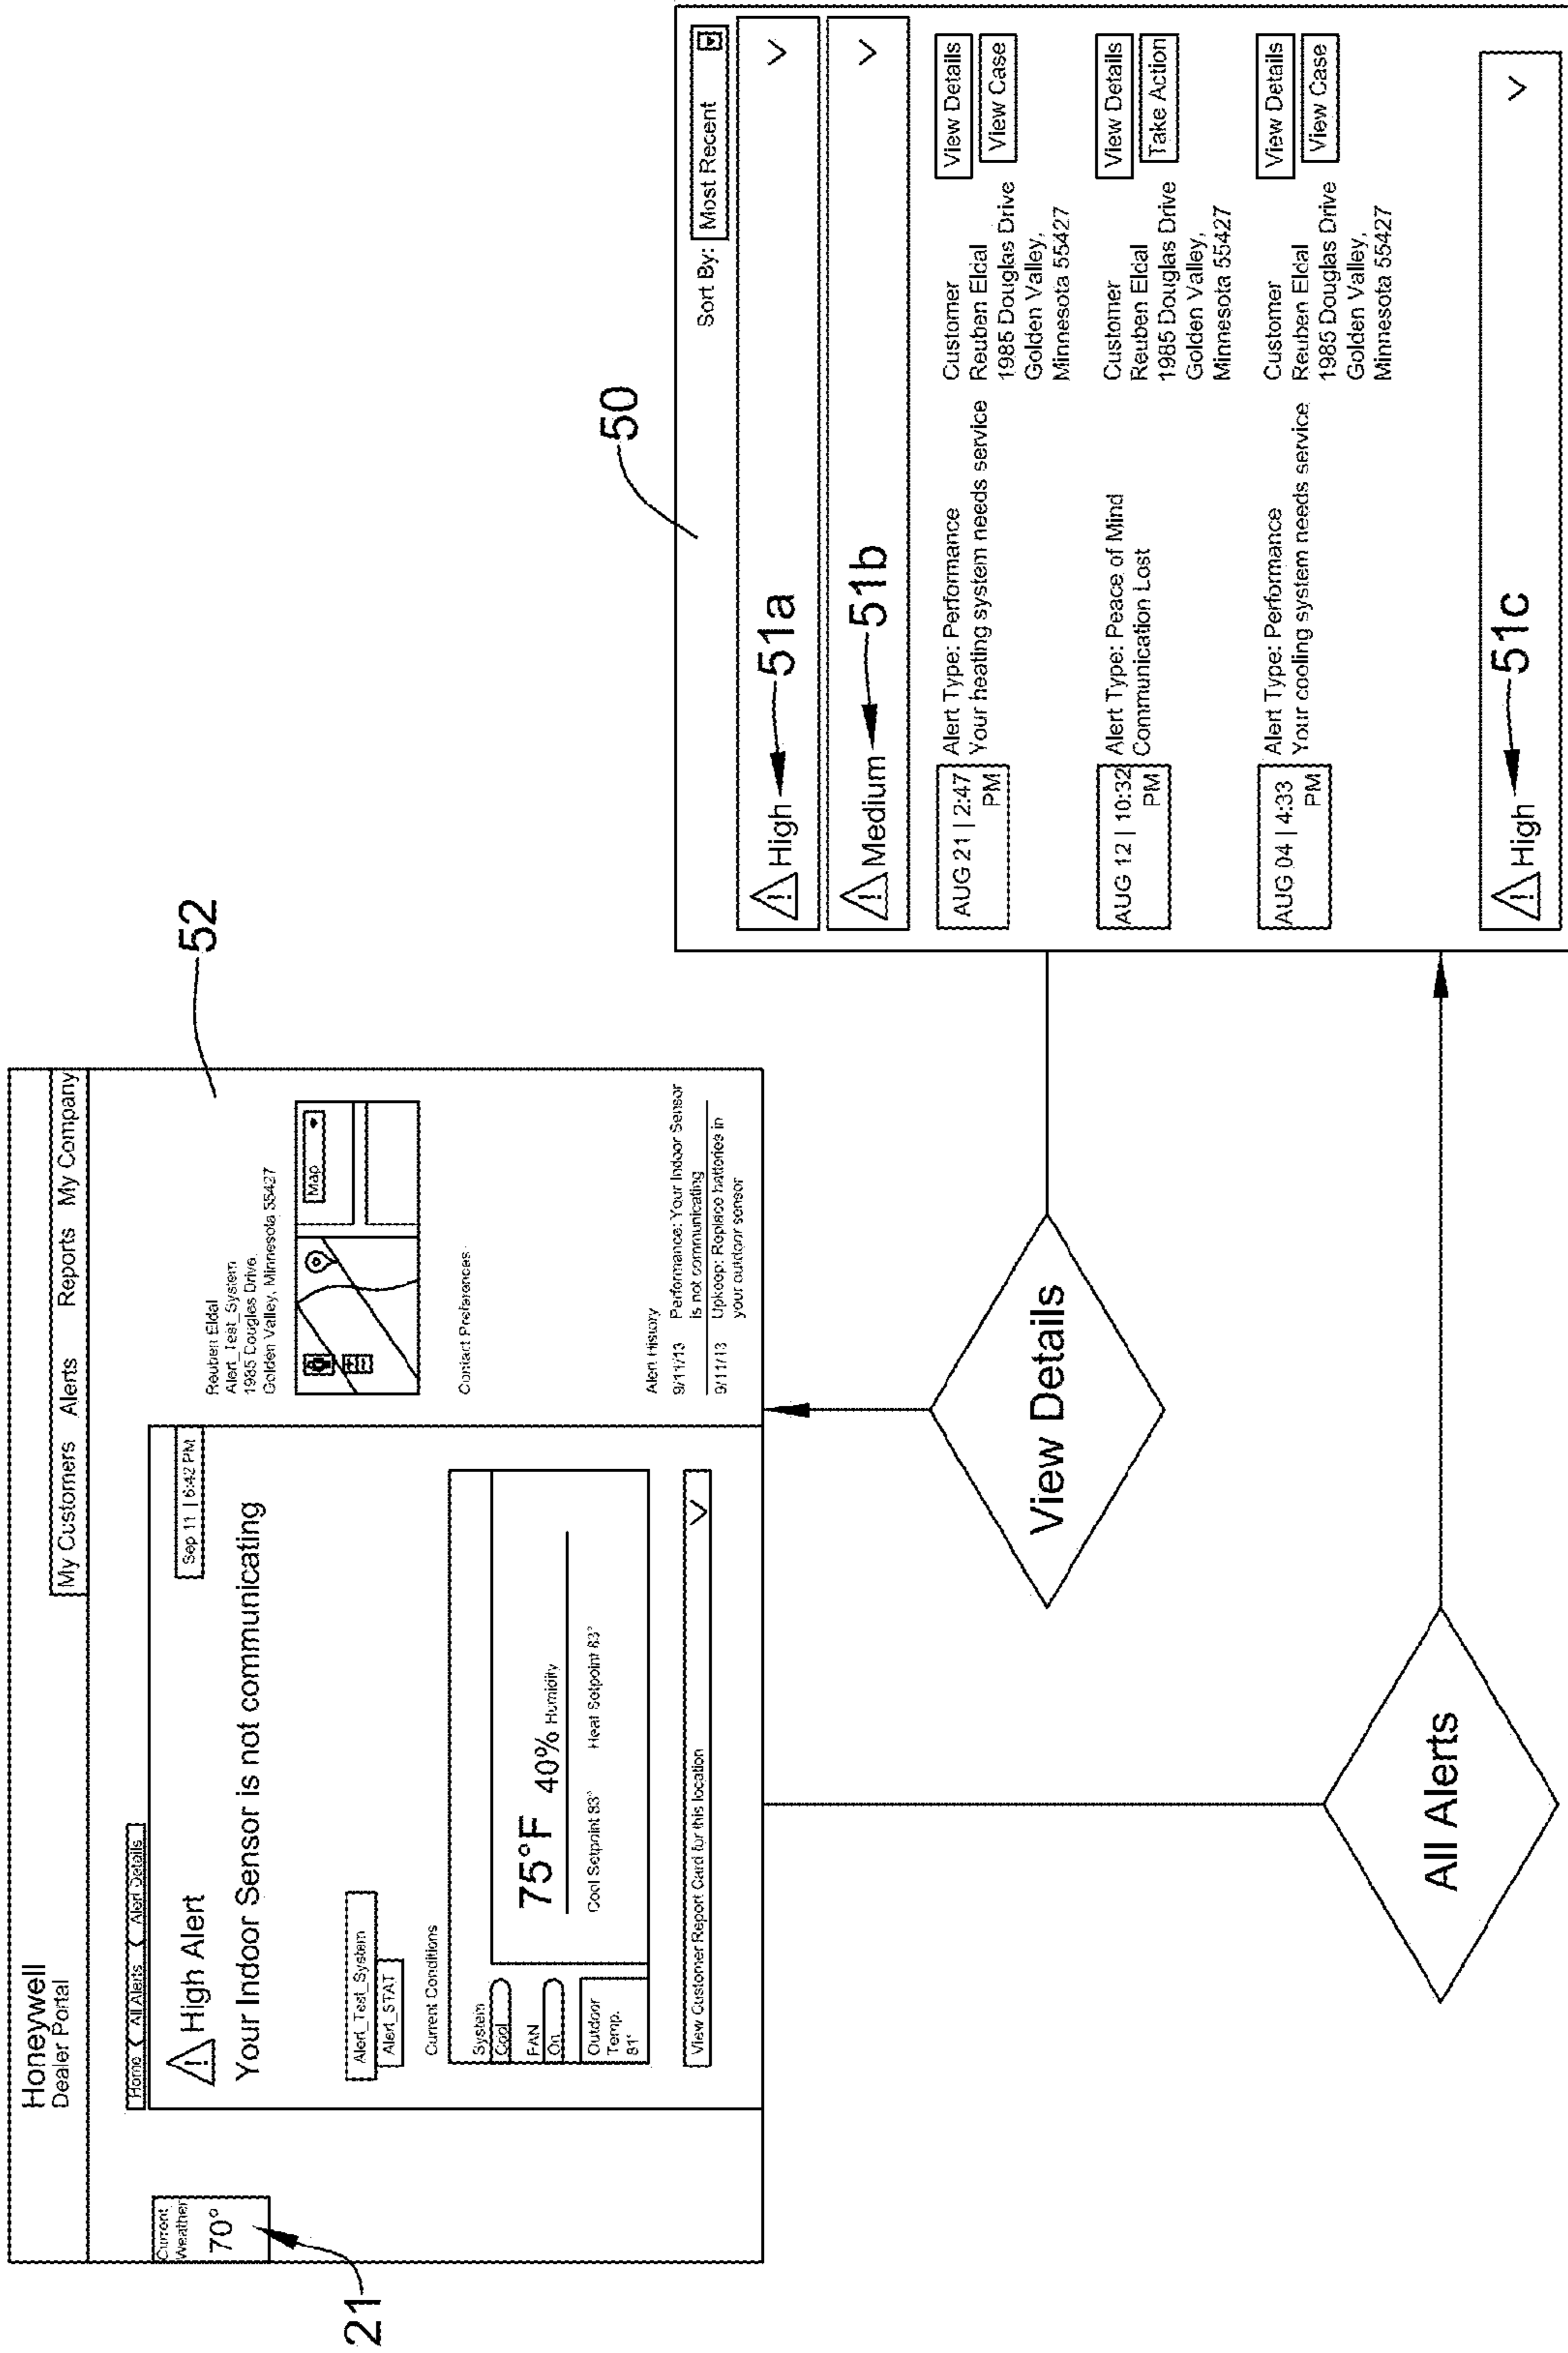 Honeywell
Dealer Portal
My Customers Alerts Reports My Company
Current
Weather
70°
21
Home All Alerts Alert Details
High Alert
Sep 11 | 6:42 PM
Your Indoor Sensor is not communicating
Alert_Test_System
Alert_STAT
Current Conditions
System
Cool
FAN
On
Outdoor
Temp.
81°
75°F 40% Humidity
Cool Setpoint 83° Heat Setpoint 63°
View Customer Report Card for this location
52
Reuben Eldal
Alert_Test_System
1985 Douglas Drive
Golden Valley, Minnesota 55427
Map
Contact Preferences
Alert History
9/11/13 Performance: Your Indoor Sensor
is not communicating
9/11/13 Upkeep: Replace batteries in
your outdoor sensor
View Details
All Alerts
50
Sort By: Most Recent
High 51a
Medium 51b
AUG 21 | 2:47
PM
Alert Type: Performance
Your heating system needs service
Customer
Reuben Eldal
1985 Douglas Drive
Golden Valley,
Minnesota 55427
View Details
View Case
AUG 12 | 10:32
PM
Alert Type: Peace of Mind
Communication Lost
Customer
Reuben Eldal
1985 Douglas Drive
Golden Valley,
Minnesota 55427
View Details
Take Action
AUG 04 | 4:33
PM
Alert Type: Performance
Your cooling system needs service
Customer
Reuben Eldal
1985 Douglas Drive
Golden Valley,
Minnesota 55427
View Details
View Case
High 51c